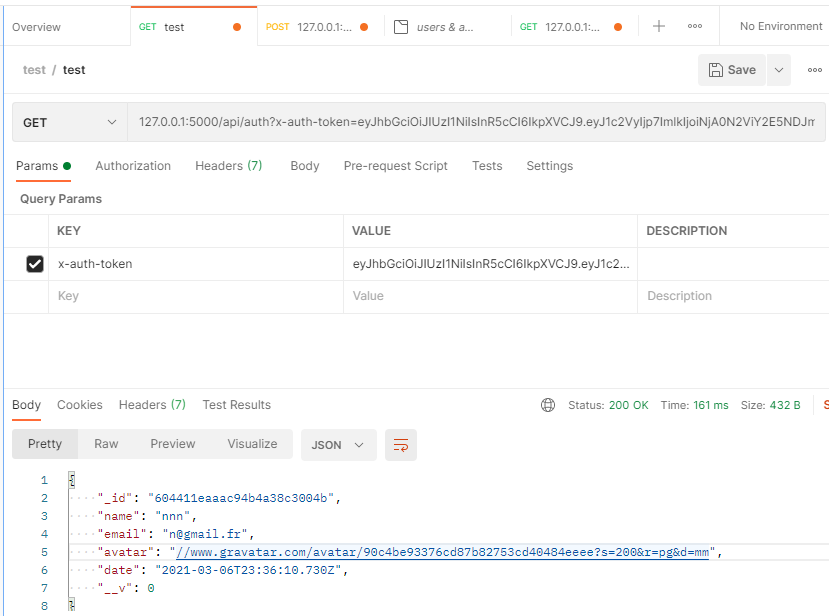 Overview GET test POST 127.0.0.1:... users & a... GET 127.0.0.1:... + ooo No Environment
test / test Save ooo
GET 127.0.0.1:5000/api/auth?x-auth-token=eyJhbGciOiJIUzI1NiIsInR5cCI6IkpXVCJ9.eyJ1c2VyIjp7ImlkIjoiNjA0N2ViY2E5NDJm
Params Authorization Headers (7) Body Pre-request Script Tests Settings
Query Params
KEY VALUE DESCRIPTION
x-auth-token eyJhbGciOiJIUzI1NiIsInR5cCI6IkpXVCJ9.eyJ1c2...
Key Value Description
Body Cookies Headers (7) Test Results Status: 200 OK Time: 161 ms Size: 432 B S
Pretty Raw Preview Visualize JSON
1 {
2 "_id": "604411eaaac94b4a38c3004b",
3 "name": "nnn",
4 "email": "n@gmail.fr",
5 "avatar": "//www.gravatar.com/avatar/90c4be93376cd87b82753cd40484eeee?s=200&r=pg&d=mm",
6 "date": "2021-03-06T23:36:10.730Z",
7 "__v": 0
8 }